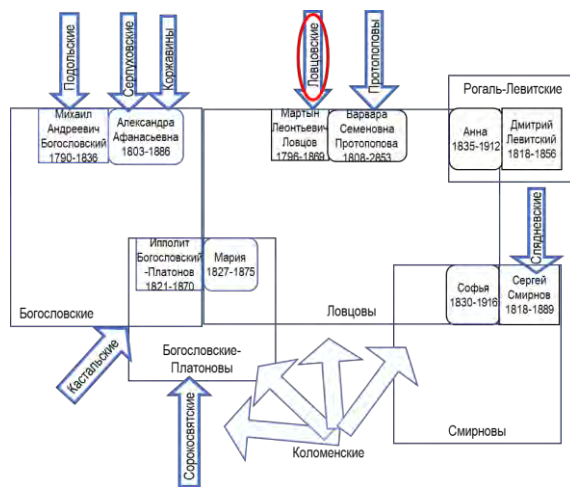 Подольские
Серпуховские
Коржавины
Ловцовские
Протопоповы
Рогаль-Левитские
Михаил
Андреевич
Богословский
1790-1836
Александра
Афанасьевна
1803-1886
Мартын
Леонтьевич
Ловцов
1796-1869
Варвара
Семеновна
Протопопова
1808-2853
Анна
1835-1912
Дмитрий
Левитский
1818-1856
Слядневские
Ипполит
Богословский
-Платонов
1821-1870
Мария
1827-1875
Софья
1830-1916
Сергей
Смирнов
1818-1889
Богословские
Ловцовы
Кастальские
Богословские-
Платоновы
Сорокосвятские
Коломенские
Смирновы